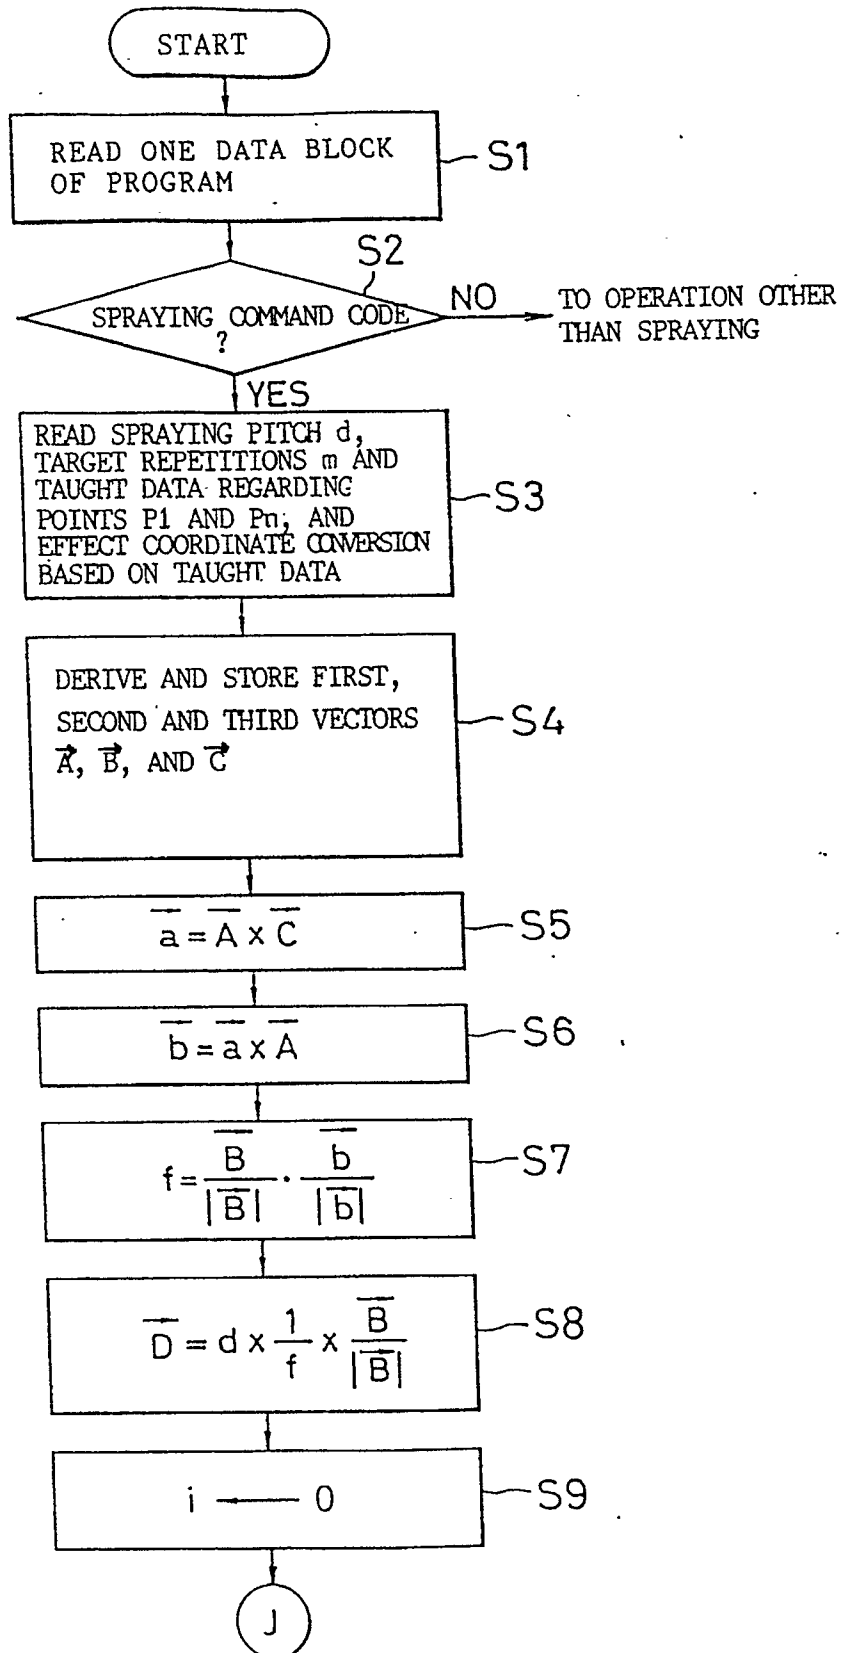 START
READ ONE DATA BLOCK
OF PROGRAM
S1
S2
SPRAYING COMMAND CODE
?
NO
TO OPERATION OTHER
THAN SPRAYING
YES
READ SPRAYING PITCH d,
TARGET REPETITIONS m AND
TAUGHT DATA REGARDING
POINTS P1 AND Pn, AND
EFFECT COORDINATE CONVERSION
BASED ON TAUGHT DATA
S3
DERIVE AND STORE FIRST,
SECOND AND THIRD VECTORS
A⃗, B⃗, AND C⃗
S4
a⃗ = A⃗ × C⃗
S5
b⃗ = a⃗ × A⃗
S6
f = B⃗/|B⃗| · b⃗/|b⃗|
S7
D⃗ = d × 1/f × B⃗/|B⃗|
S8
i ← 0
S9
J